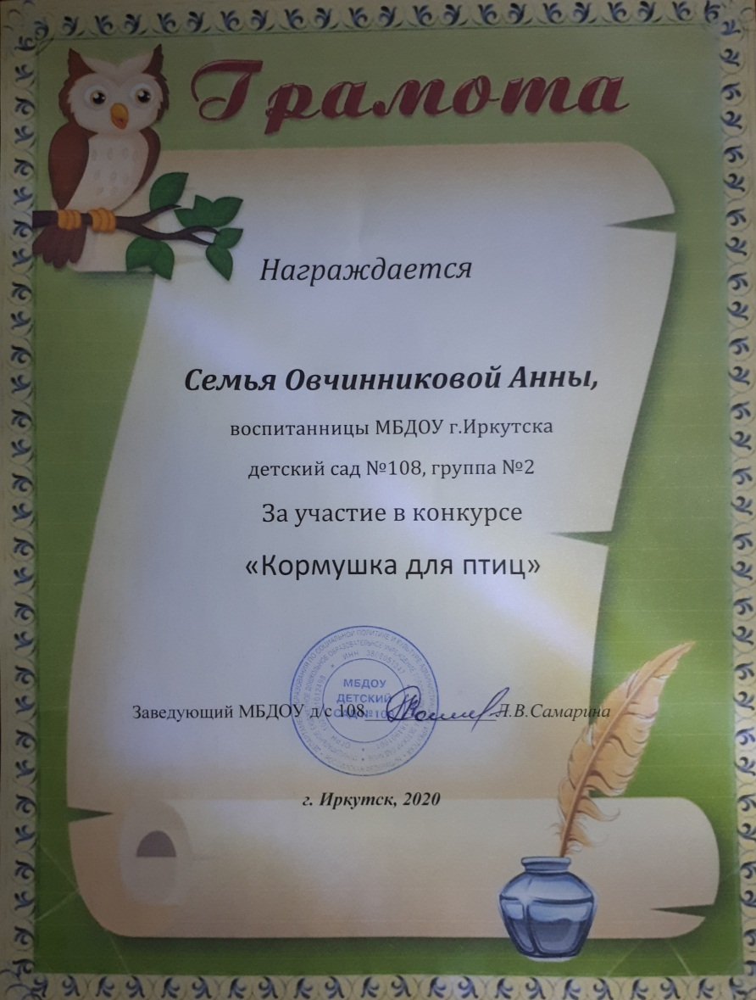 Грамота
Награждается
Семья Овчинниковой Анны,
воспитанницы МБДОУ г.Иркутска
детский сад №108, группа №2
За участие в конкурсе
«Кормушка для птиц»
МБДОУ
ДЕТСКИЙ
Заведующий МБДОУ д/с 108 Л.В.Самарина
г. Иркутск, 2020